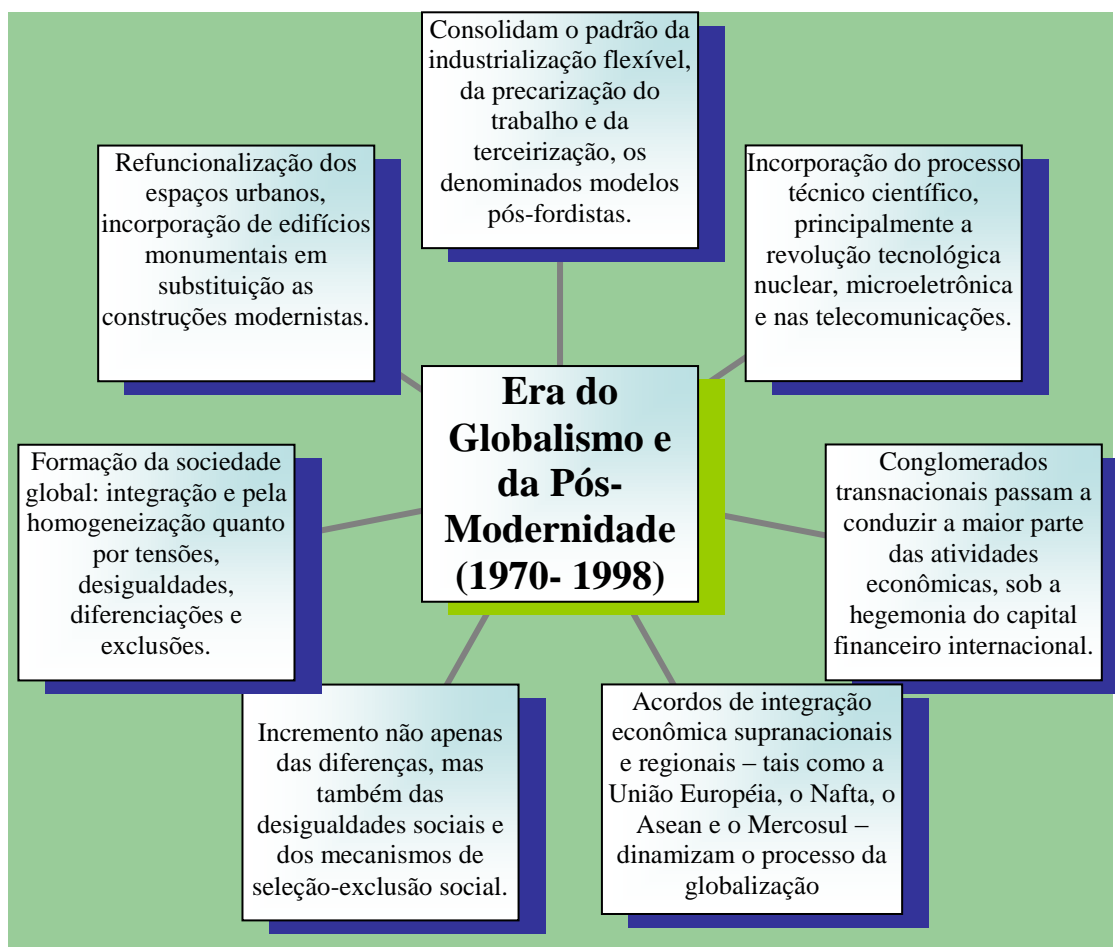 Consolidam o padrão da
industrialização flexível,
da precarização do
trabalho e da
terceirização, os
denominados modelos
pós-fordistas.
Refuncionalização dos
espaços urbanos,
incorporação de edifícios
monumentais em
substituição as
construções modernistas.
Incorporação do processo
técnico científico,
principalmente a
revolução tecnológica
nuclear, microeletrônica
e nas telecomunicações.
Era do
Globalismo e
da Pós-
Modernidade
(1970- 1998)
Formação da sociedade
global: integração e pela
homogeneização quanto
por tensões,
desigualdades,
diferenciações e
exclusões.
Conglomerados
transnacionais passam a
conduzir a maior parte
das atividades
econômicas, sob a
hegemonia do capital
financeiro internacional.
Incremento não apenas
das diferenças, mas
também das
desigualdades sociais e
dos mecanismos de
seleção-exclusão social.
Acordos de integração
econômica supranacionais
e regionais – tais como a
União Européia, o Nafta, o
Asean e o Mercosul –
dinamizam o processo da
globalização